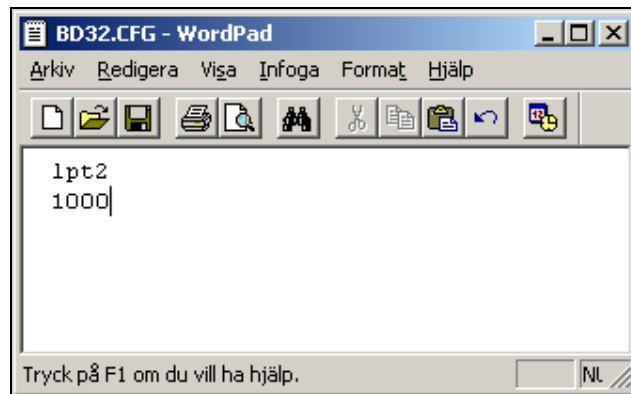 BD32.CFG - WordPad
Arkiv Redigera Visa Infoga Format Hjälp
lpt2
1000
Tryck på F1 om du vill ha hjälp.